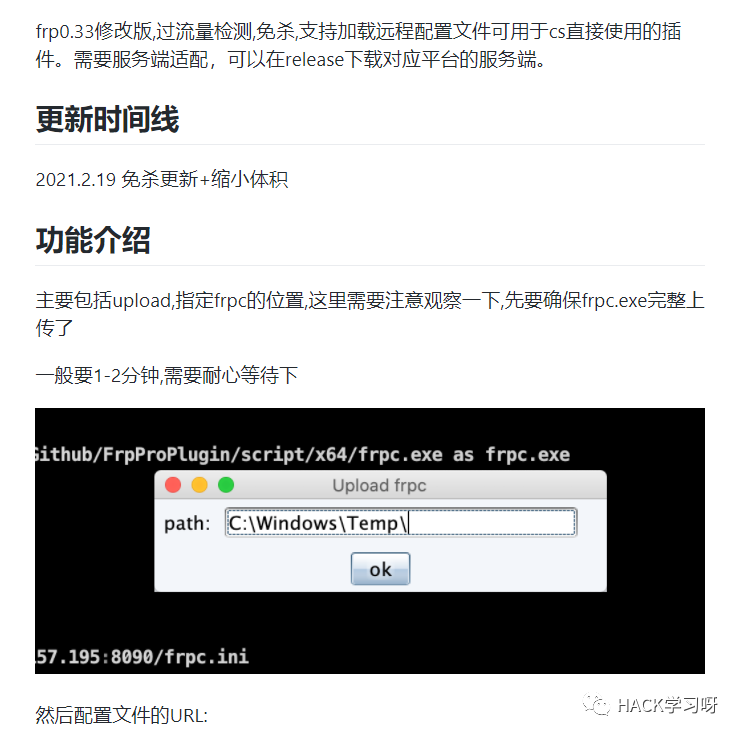 frp0.33修改版,过流量检测,免杀,支持加载远程配置文件可用于cs直接使用的插
件。需要服务端适配，可以在release下载对应平台的服务端。
更新时间线
2021.2.19 免杀更新+缩小体积
功能介绍
主要包括upload,指定frpc的位置,这里需要注意观察一下,先要确保frpc.exe完整上
传了
一般要1-2分钟,需要耐心等待下
Github/FrpProPlugin/script/x64/frpc.exe as frpc.exe
Upload frpc
path: C:\Windows\Temp\
ok
57.195:8090/frpc.ini
然后配置文件的URL:
HACK学习呀